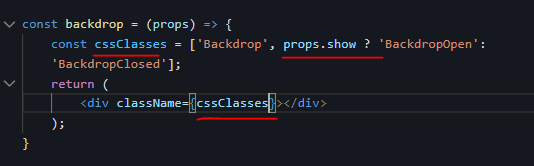 const backdrop = (props) => {
const cssClasses = ['Backdrop', props.show ? 'BackdropOpen':
'BackdropClosed'];
return (
<div className={cssClasses}></div>
);
}